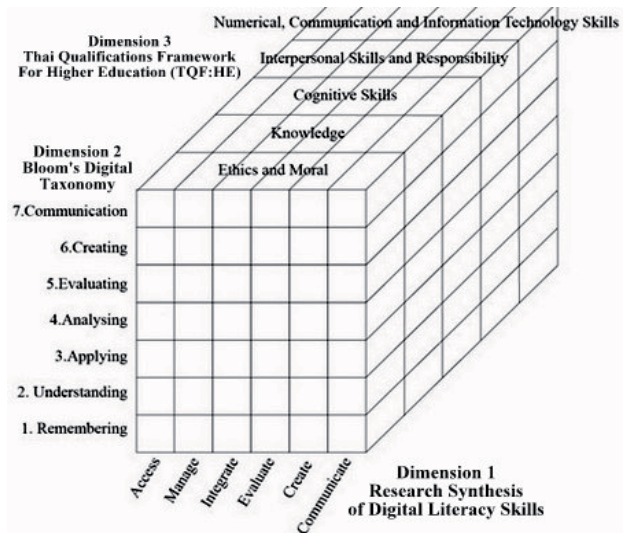 Numerical, Communication and Information Technology Skills
Dimension 3
Thai Qualifications Framework
For Higher Education (TQF:HE)
Interpersonal Skills and Responsibility
Cognitive Skills
Knowledge
Ethics and Moral
Dimension 2
Bloom's Digital
Taxonomy
7.Communication
6.Creating
5.Evaluating
4.Analysing
3.Applying
2. Understanding
1. Remembering
Access
Manage
Integrate
Evaluate
Create
Communicate
Dimension 1
Research Synthesis
of Digital Literacy Skills